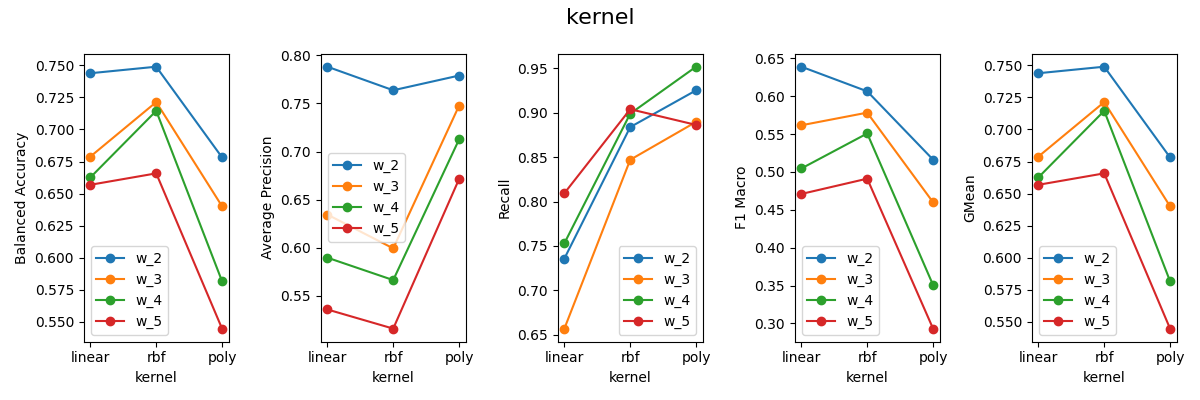 kernel
Balanced Accuracy
0.750
0.725
0.700
0.675
0.650
0.625
0.600
0.575
0.550
w_2
w_3
w_4
w_5
linear rbf poly
kernel
Average Precision
0.80
0.75
0.70
0.65
0.60
0.55
w_2
w_3
w_4
w_5
linear rbf poly
kernel
Recall
0.95
0.90
0.85
0.80
0.75
0.70
0.65
w_2
w_3
w_4
w_5
linear rbf poly
kernel
F1 Macro
0.65
0.60
0.55
0.50
0.45
0.40
0.35
0.30
w_2
w_3
w_4
w_5
linear rbf poly
kernel
GMean
0.750
0.725
0.700
0.675
0.650
0.625
0.600
0.575
0.550
w_2
w_3
w_4
w_5
linear rbf poly
kernel